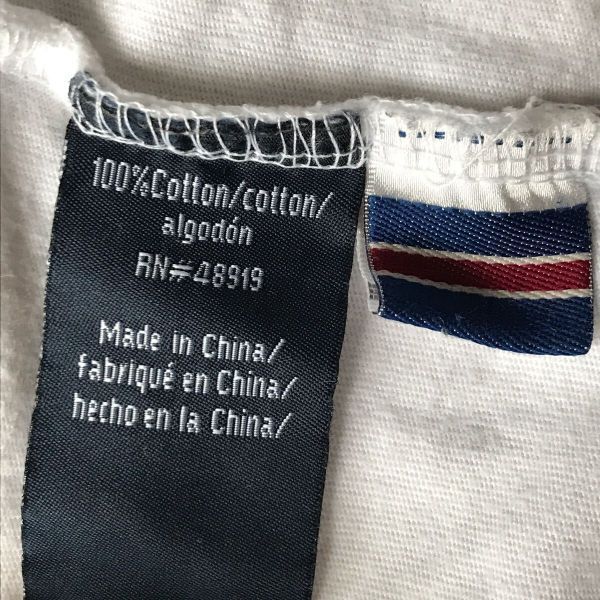 100%Cotton/cotton/
algodón
RN#48919
Made in China/
fabriqué en China/
hecho en la China/